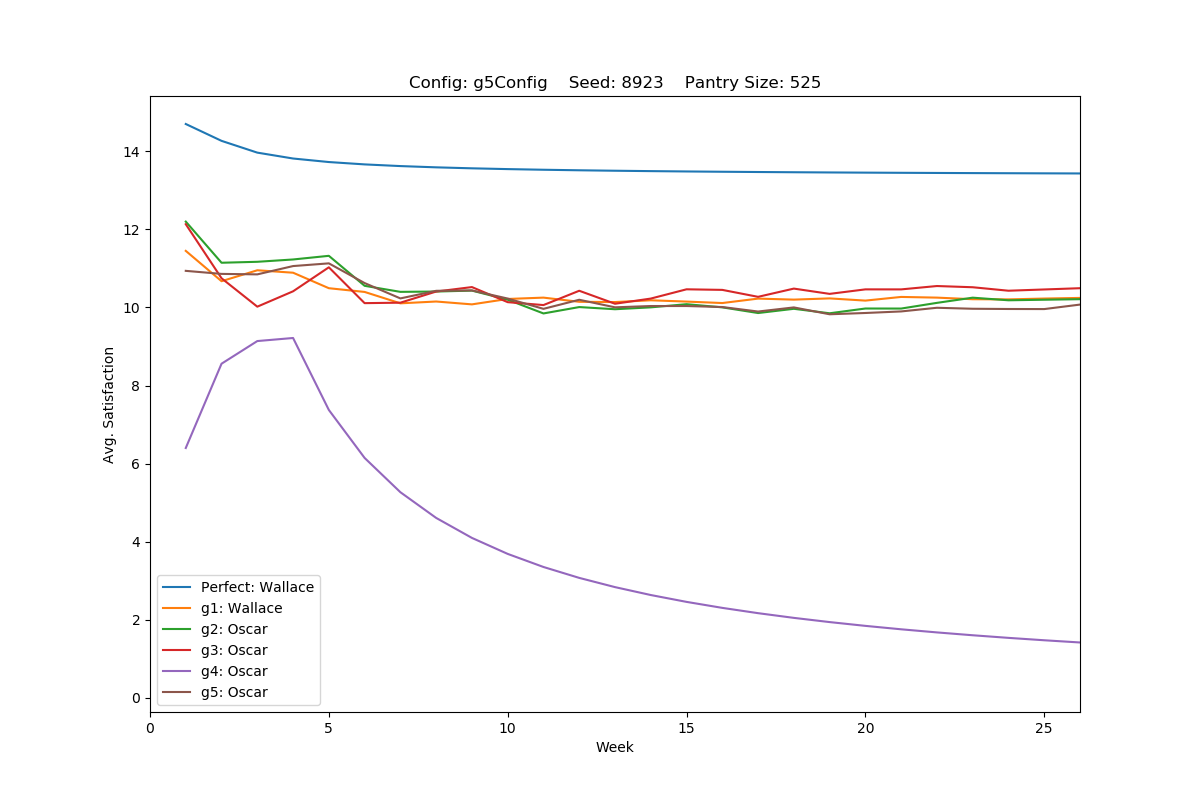 Config: g5Config    Seed: 8923    Pantry Size: 525
14
12
10
8
6
4
2
0
Avg. Satisfaction
Perfect: Wallace
g1: Wallace
g2: Oscar
g3: Oscar
g4: Oscar
g5: Oscar
0 5 10 15 20 25
Week